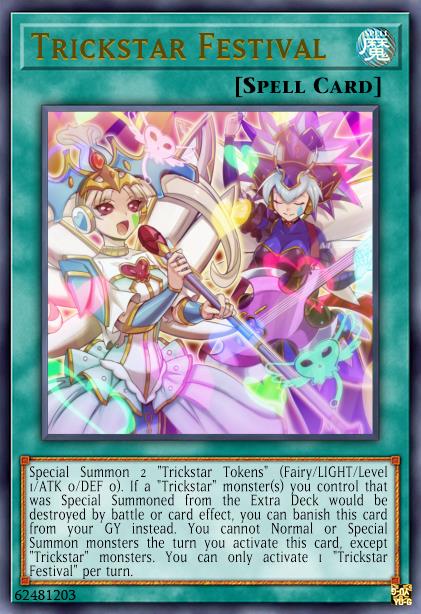 Trickstar Festival
SPELL
魔
[Spell Card]
Special Summon 2 "Trickstar Tokens" (Fairy/LIGHT/Level
1/ATK 0/DEF 0). If a "Trickstar" monster(s) you control that
was Special Summoned from the Extra Deck would be
destroyed by battle or card effect, you can banish this card
from your GY instead. You cannot Normal or Special
Summon monsters the turn you activate this card, except
"Trickstar" monsters. You can only activate 1 "Trickstar
Festival" per turn.
62481203